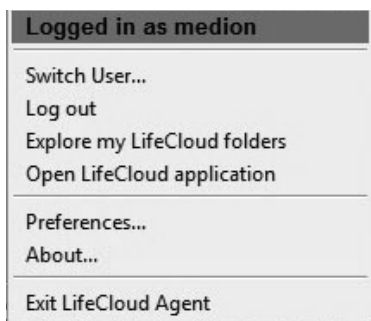 Logged in as medion
Switch User...
Log out
Explore my LifeCloud folders
Open LifeCloud application
Preferences...
About...
Exit LifeCloud Agent